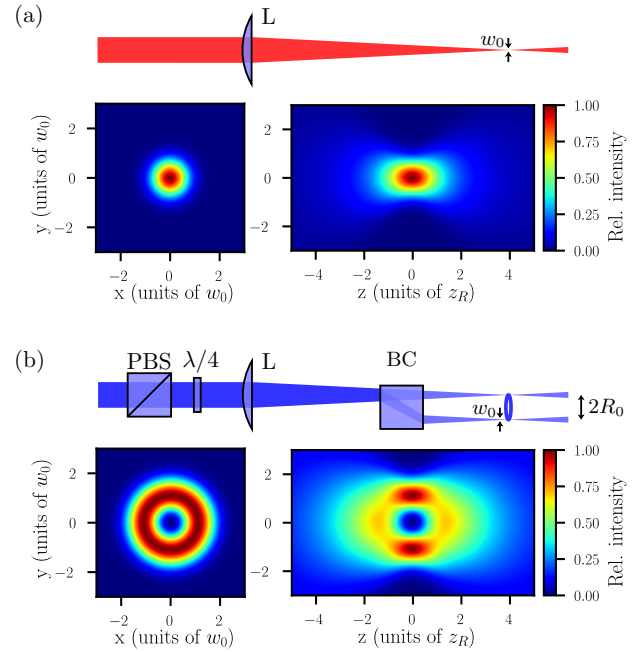 (a)
L
w₀
y (units of w₀)
2
0
−2
−2 0 2
x (units of w₀)
2
0
−2
−4 −2 0 2 4
z (units of z_R)
1.00
0.75
0.50
0.25
0.00
Rel. intensity
(b)
PBS λ/4 L BC
w₀
2R₀
y (units of w₀)
2
0
−2
−2 0 2
x (units of w₀)
2
0
−2
−4 −2 0 2 4
z (units of z_R)
1.00
0.75
0.50
0.25
0.00
Rel. intensity